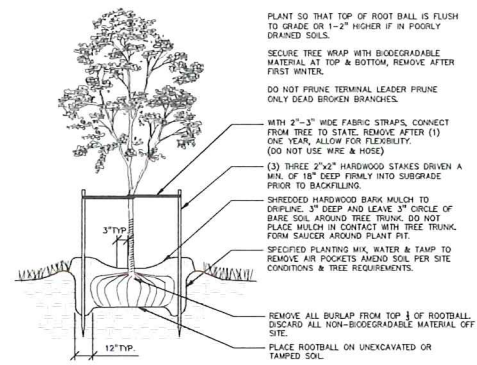 PLANT SO THAT TOP OF ROOT BALL IS FLUSH
TO GRADE OR 1-2" HIGHER IF IN POORLY
DRAINED SOILS.
SECURE TREE WRAP WITH BIODEGRADABLE
MATERIAL AT TOP & BOTTOM, REMOVE AFTER
FIRST WINTER.
DO NOT PRUNE TERMINAL LEADER PRUNE
ONLY DEAD BROKEN BRANCHES.
WITH 2"-3" WIDE FABRIC STRAPS, CONNECT
FROM TREE TO STATE. REMOVE AFTER (1)
ONE YEAR, ALLOW FOR FLEXIBILITY.
(DO NOT USE WIRE & HOSE)
(3) THREE 2"x2" HARDWOOD STAKES DRIVEN A
MIN. OF 18" DEEP FIRMLY INTO SUBGRADE
PRIOR TO BACKFILLING.
SHREDDED HARDWOOD BARK MULCH TO
DRIPLINE. 3" DEEP AND LEAVE 3" CIRCLE OF
BARE SOIL AROUND TREE TRUNK. DO NOT
PLACE MULCH IN CONTACT WITH TREE TRUNK.
FORM SAUCER AROUND PLANT PIT.
3"TYP.
SPECIFIED PLANTING MIX, WATER & TAMP TO
REMOVE AIR POCKETS AMEND SOIL PER SITE
CONDITIONS & TREE REQUIREMENTS.
REMOVE ALL BURLAP FROM TOP OF ROOTBALL.
DISCARD ALL NON-BIODEGRADABLE MATERIAL OFF
SITE.
PLACE ROOTBALL ON UNEXCAVATED OR
TAMPED SOIL
12"TYP.